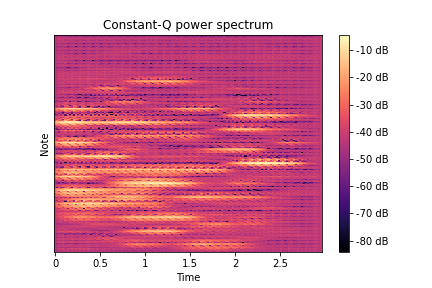 Constant-Q power spectrum
Note
-10 dB
-20 dB
-30 dB
-40 dB
-50 dB
-60 dB
-70 dB
-80 dB
0 0.5 1 1.5 2 2.5
Time